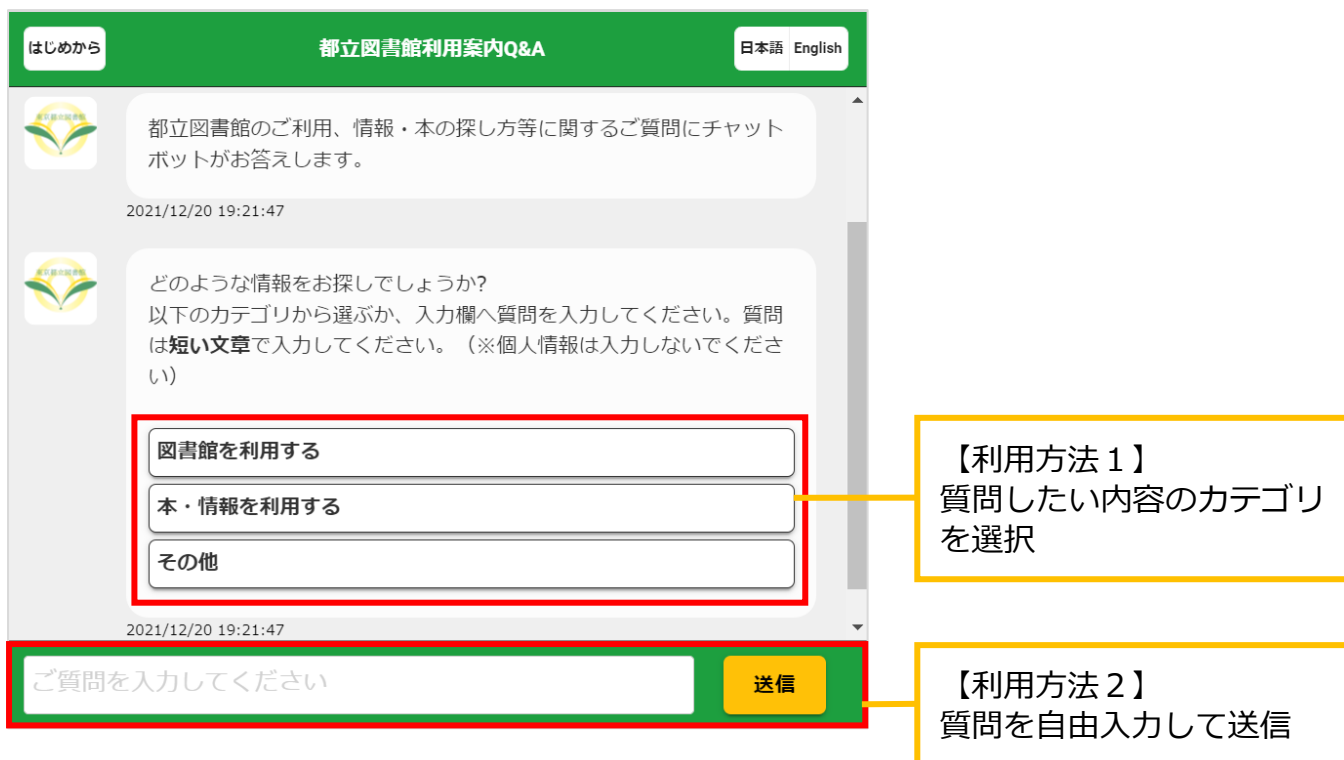 はじめから
都立図書館利用案内Q&A
日本語 English
都立図書館のご利用、情報・本の探し方等に関するご質問にチャット
ボットがお答えします。
2021/12/20 19:21:47
どのような情報をお探しでしょうか?
以下のカテゴリから選ぶか、入力欄へ質問を入力してください。質問
は短い文章で入力してください。（※個人情報は入力しないでくださ
い）
図書館を利用する
本・情報を利用する
その他
2021/12/20 19:21:47
ご質問を入力してください
送信
【利用方法１】
質問したい内容のカテゴリ
を選択
【利用方法２】
質問を自由入力して送信